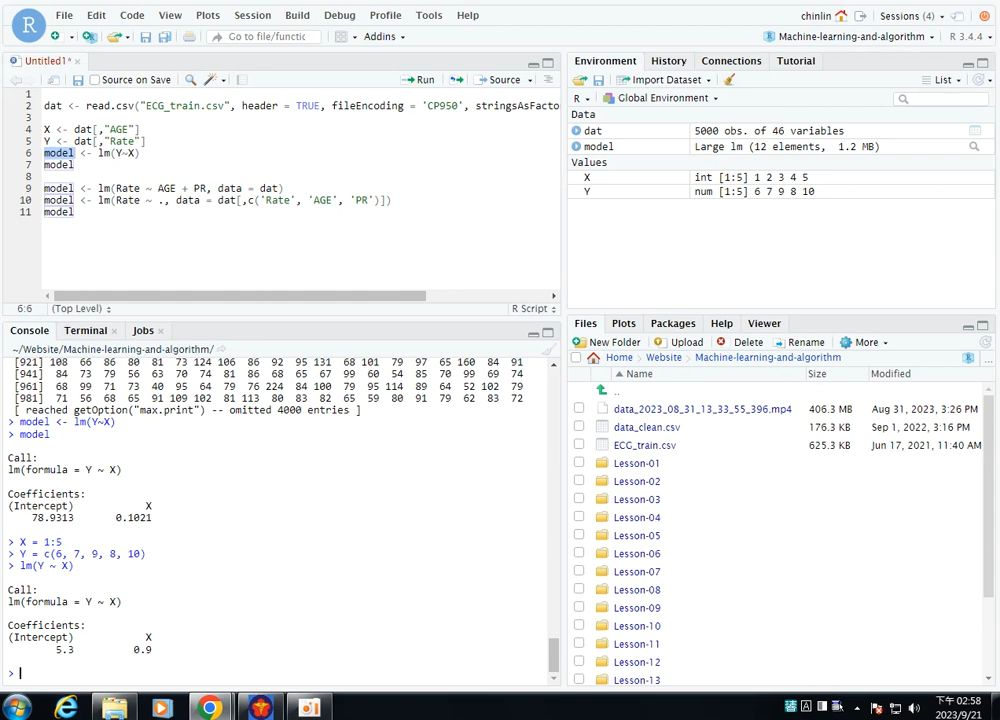 File Edit Code View Plots Session Build Debug Profile Tools Help
chinlin Sessions (4)
Go to file/functic Addins
Machine-learning-and-algorithm R 3.4.4
Untitled1*
Source on Save Run Source
1
2 dat <- read.csv("ECG_train.csv", header = TRUE, fileEncoding = 'CP950', stringsAsFacto
3
4 X <- dat[,"AGE"]
5 Y <- dat[,"Rate"]
6 model <- lm(Y~X)
7 model
8
9 model <- lm(Rate ~ AGE + PR, data = dat)
10 model <- lm(Rate ~ ., data = dat[,c('Rate', 'AGE', 'PR')])
11 model
6:6 (Top Level) R Script
Console Terminal Jobs
~/Website/Machine-learning-and-algorithm/
[921] 108 66 86 80 81 73 124 106 86 92 95 131 68 101 79 97 65 160 84 91
[941] 84 73 79 56 63 70 74 81 86 68 65 67 99 60 54 85 70 99 69 74
[961] 68 99 71 73 40 95 64 79 76 224 84 100 79 95 114 89 64 52 102 79
[981] 71 56 68 65 91 109 102 81 113 80 83 82 65 59 80 91 79 62 83 72
[ reached getOption("max.print") -- omitted 4000 entries ]
> model <- lm(Y~X)
> model
Call:
lm(formula = Y ~ X)
Coefficients:
(Intercept) X
78.9313 0.1021
> X = 1:5
> Y = c(6, 7, 9, 8, 10)
> lm(Y ~ X)
Call:
lm(formula = Y ~ X)
Coefficients:
(Intercept) X
5.3 0.9
>
Environment History Connections Tutorial
Import Dataset List
R Global Environment
Data
dat 5000 obs. of 46 variables
model Large lm (12 elements, 1.2 MB)
Values
X int [1:5] 1 2 3 4 5
Y num [1:5] 6 7 9 8 10
Files Plots Packages Help Viewer
New Folder Upload Delete Rename More
Home Website Machine-learning-and-algorithm ...
Name Size Modified
..
data_2023_08_31_13_33_55_396.mp4 406.3 MB Aug 31, 2023, 3:26 PM
data_clean.csv 176.3 KB Sep 1, 2022, 3:16 PM
ECG_train.csv 625.3 KB Jun 17, 2021, 11:40 AM
Lesson-01
Lesson-02
Lesson-03
Lesson-04
Lesson-05
Lesson-06
Lesson-07
Lesson-08
Lesson-09
Lesson-10
Lesson-11
Lesson-12
Lesson-13
下午 02:58
2023/9/21